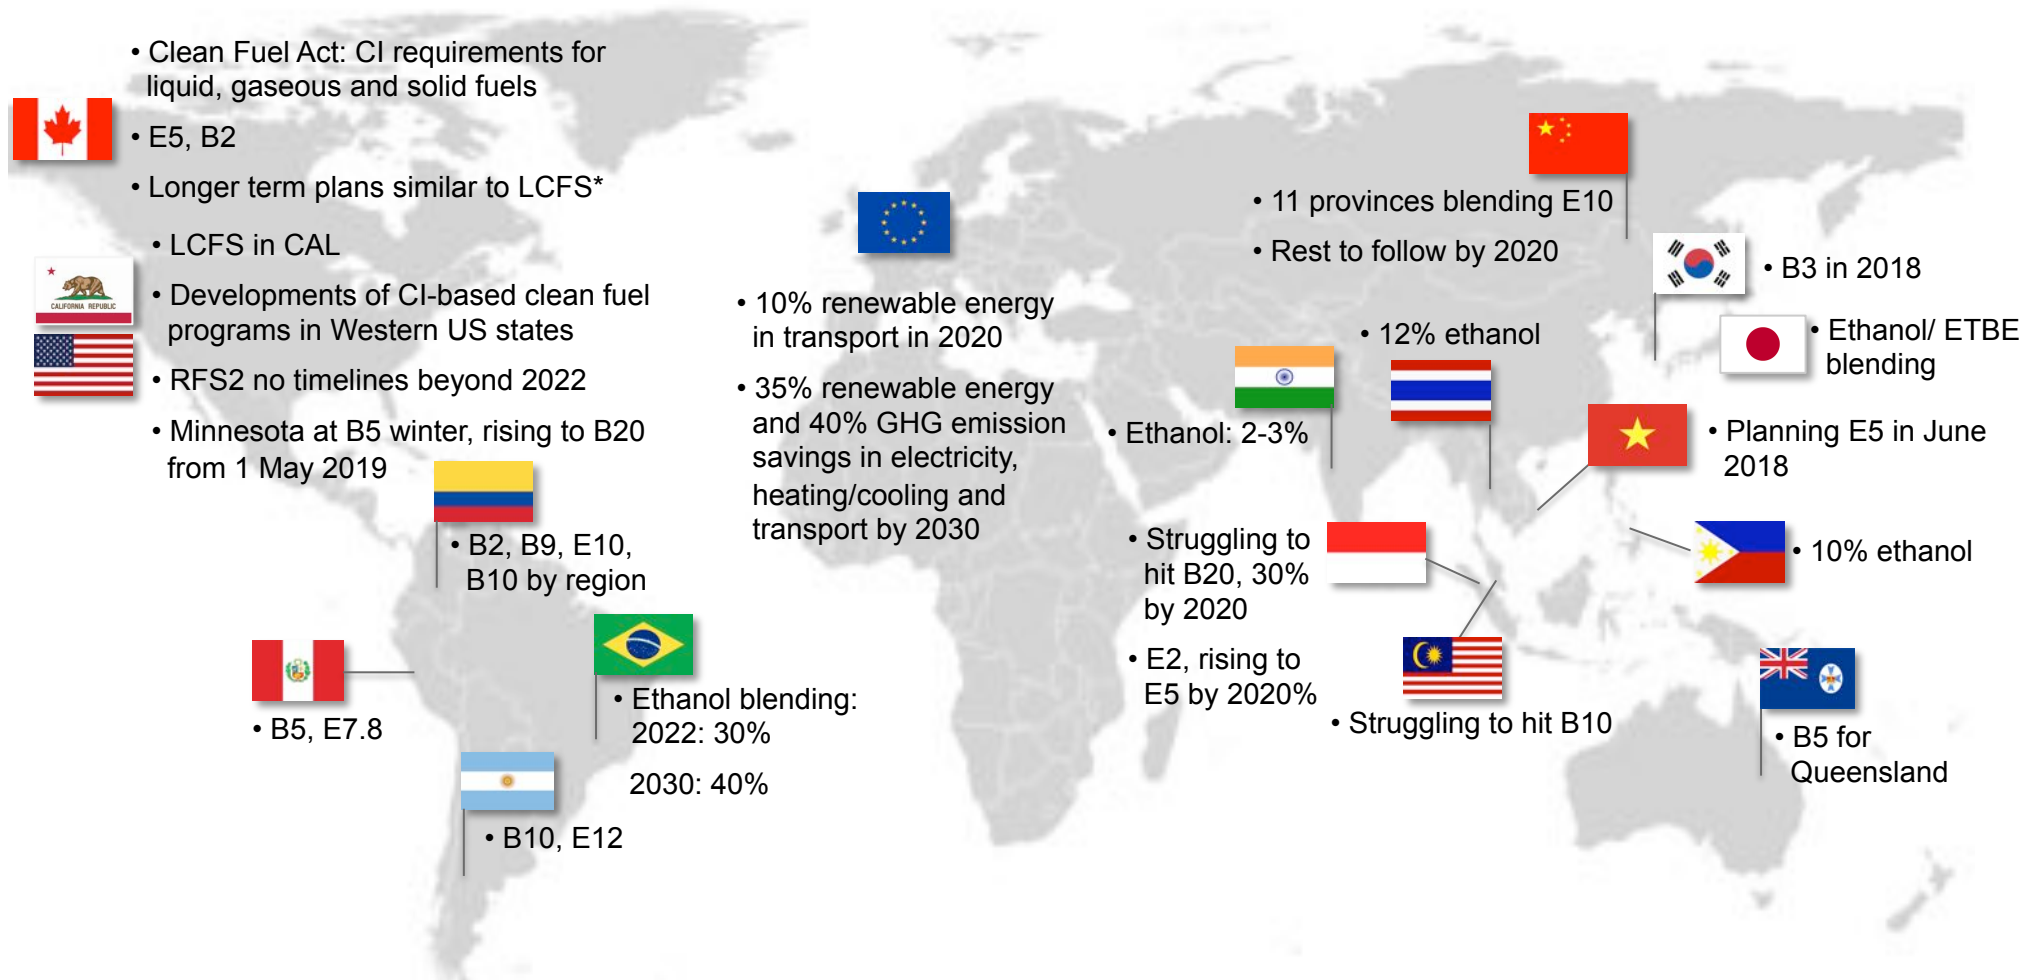 • Clean Fuel Act: CI requirements for
liquid, gaseous and solid fuels
• E5, B2
• Longer term plans similar to LCFS*
• LCFS in CAL
• Developments of CI-based clean fuel
programs in Western US states
• RFS2 no timelines beyond 2022
• Minnesota at B5 winter, rising to B20
from 1 May 2019
CALIFORNIA REPUBLIC
• B2, B9, E10,
B10 by region
• B5, E7.8
• Ethanol blending:
2022: 30%
2030: 40%
• B10, E12
• 10% renewable energy
in transport in 2020
• 35% renewable energy
and 40% GHG emission
savings in electricity,
heating/cooling and
transport by 2030
• 11 provinces blending E10
• Rest to follow by 2020
• B3 in 2018
• Ethanol/ ETBE
blending
• 12% ethanol
• Ethanol: 2-3%
• Planning E5 in June
2018
• 10% ethanol
• Struggling to
hit B20, 30%
by 2020
• E2, rising to
E5 by 2020%
• Struggling to hit B10
• B5 for
Queensland